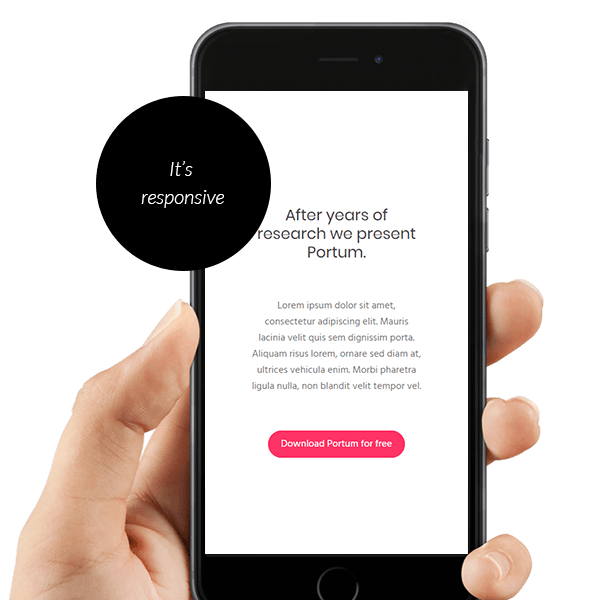 It’s
responsive
After years of
research we present
Portum.
Lorem ipsum dolor sit amet,
consectetur adipiscing elit. Mauris
lacinia velit quis sem dignissim porta.
Aliquam risus lorem, ornare sed diam at,
ultrices vehicula enim. Morbi pharetra
ligula nulla, non blandit velit tempor vel.
Download Portum for free